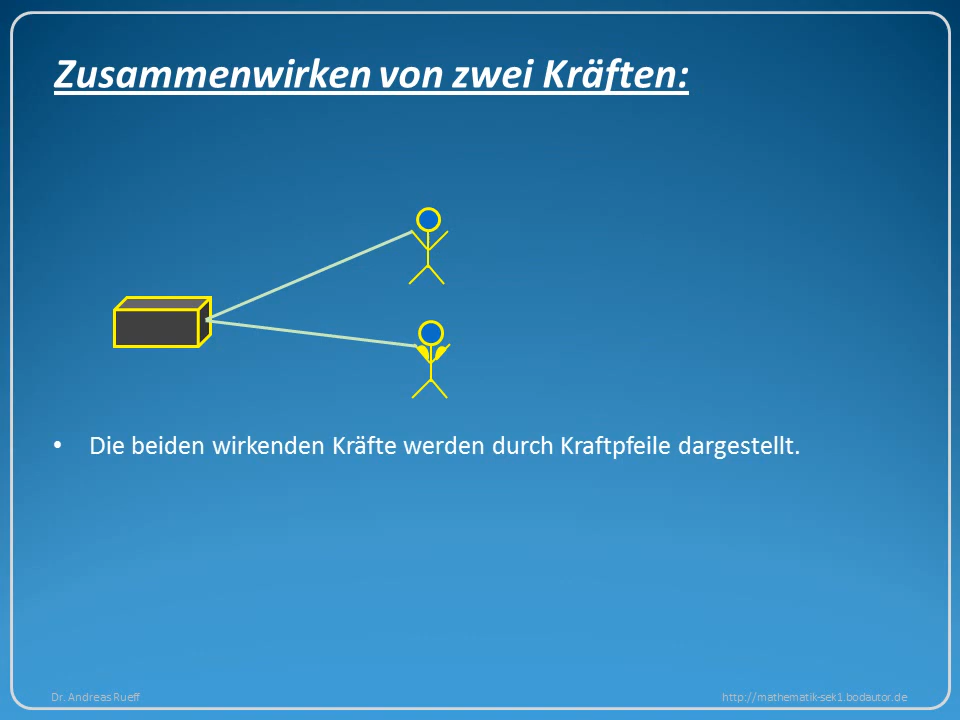 Zusammenwirken von zwei Kräften:
• Die beiden wirkenden Kräfte werden durch Kraftpfeile dargestellt.
Dr. Andreas Rueff
http://mathematik-sek1.bodautor.de